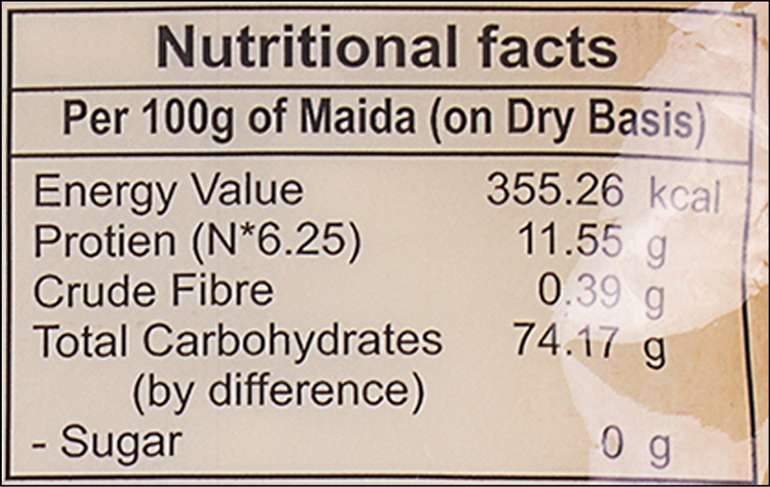 Nutritional facts
Per 100g of Maida (on Dry Basis)
Energy Value 355.26 kcal
Protien (N*6.25) 11.55 g
Crude Fibre 0.39 g
Total Carbohydrates 74.17 g
(by difference)
- Sugar 0 g